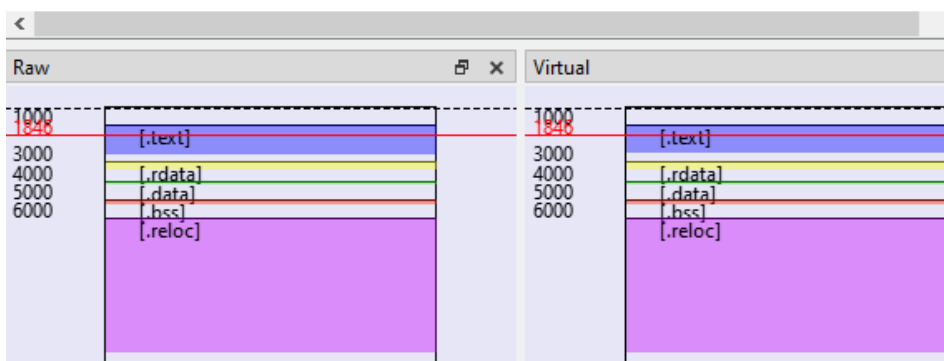 Raw
Virtual
1000
1846
[.text]
3000
4000
[.rdata]
5000
[.data]
6000
[.bss]
[.reloc]
1000
1846
[.text]
3000
4000
[.rdata]
5000
[.data]
6000
[.bss]
[.reloc]